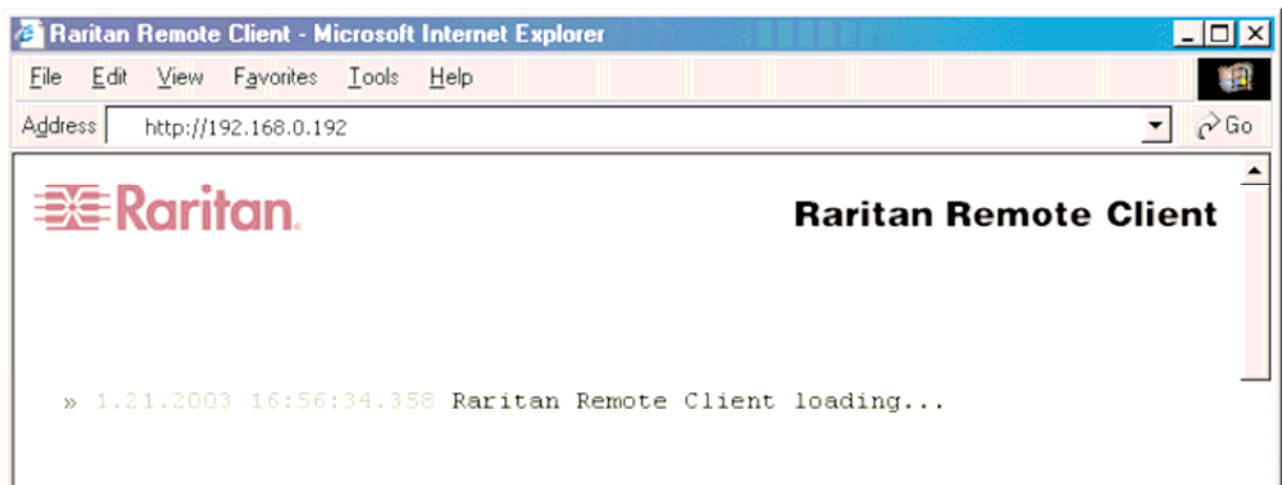 Raritan Remote Client - Microsoft Internet Explorer
File Edit View Favorites Tools Help
Address http://192.168.0.192 Go
Raritan.
Raritan Remote Client
» 1.21.2003 16:56:34.358 Raritan Remote Client loading...